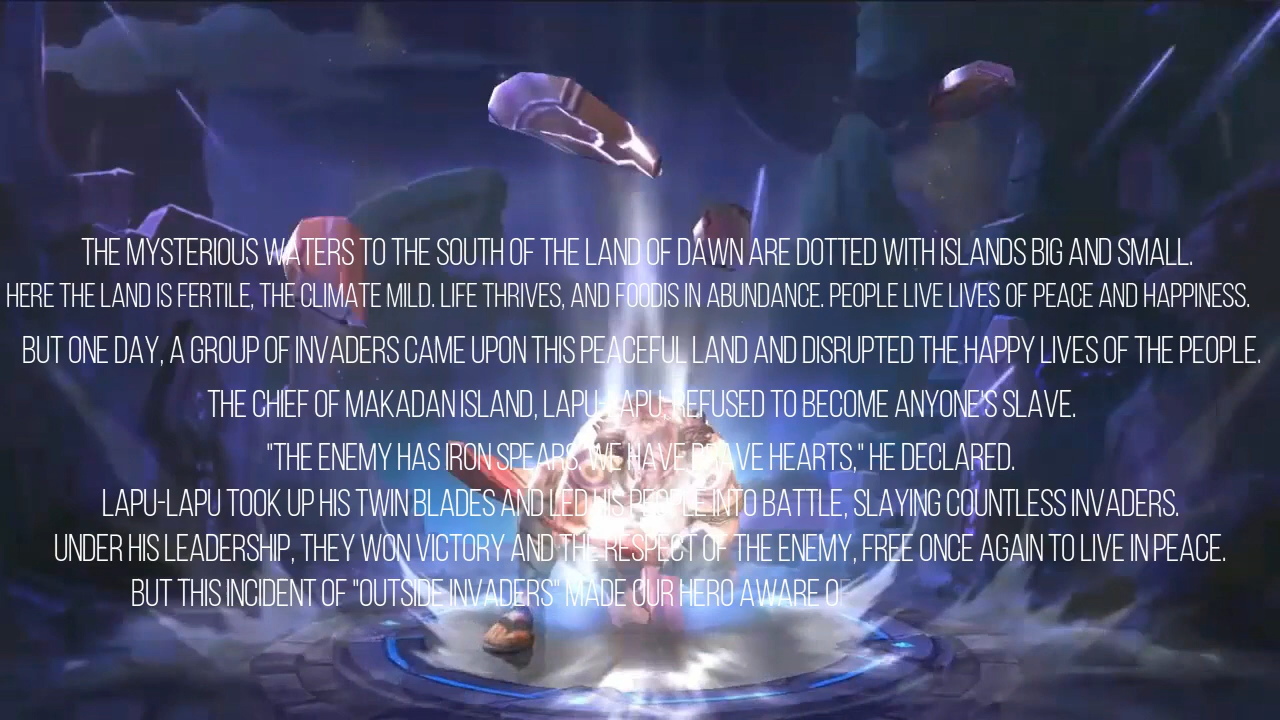 THE MYSTERIOUS WATERS TO THE SOUTH OF THE LAND OF DAWN ARE DOTTED WITH ISLANDS BIG AND SMALL.
HERE THE LAND IS FERTILE, THE CLIMATE MILD. LIFE THRIVES, AND FOODIS IN ABUNDANCE. PEOPLE LIVE LIVES OF PEACE AND HAPPINESS.
BUT ONE DAY, A GROUP OF INVADERS CAME UPON THIS PEACEFUL LAND AND DISRUPTED THE HAPPY LIVES OF THE PEOPLE.
THE CHIEF OF MAKADAN ISLAND, LAPU-LAPU, REFUSED TO BECOME ANYONE'S SLAVE.
"THE ENEMY HAS IRON SPEARS, WE HAVE BRAVE HEARTS," HE DECLARED.
LAPU-LAPU TOOK UP HIS TWIN BLADES AND LED HIS PEOPLE INTO BATTLE, SLAYING COUNTLESS INVADERS.
UNDER HIS LEADERSHIP, THEY WON VICTORY AND THE RESPECT OF THE ENEMY, FREE ONCE AGAIN TO LIVE IN PEACE.
BUT THIS INCIDENT OF "OUTSIDE INVADERS" MADE OUR HERO AWARE O